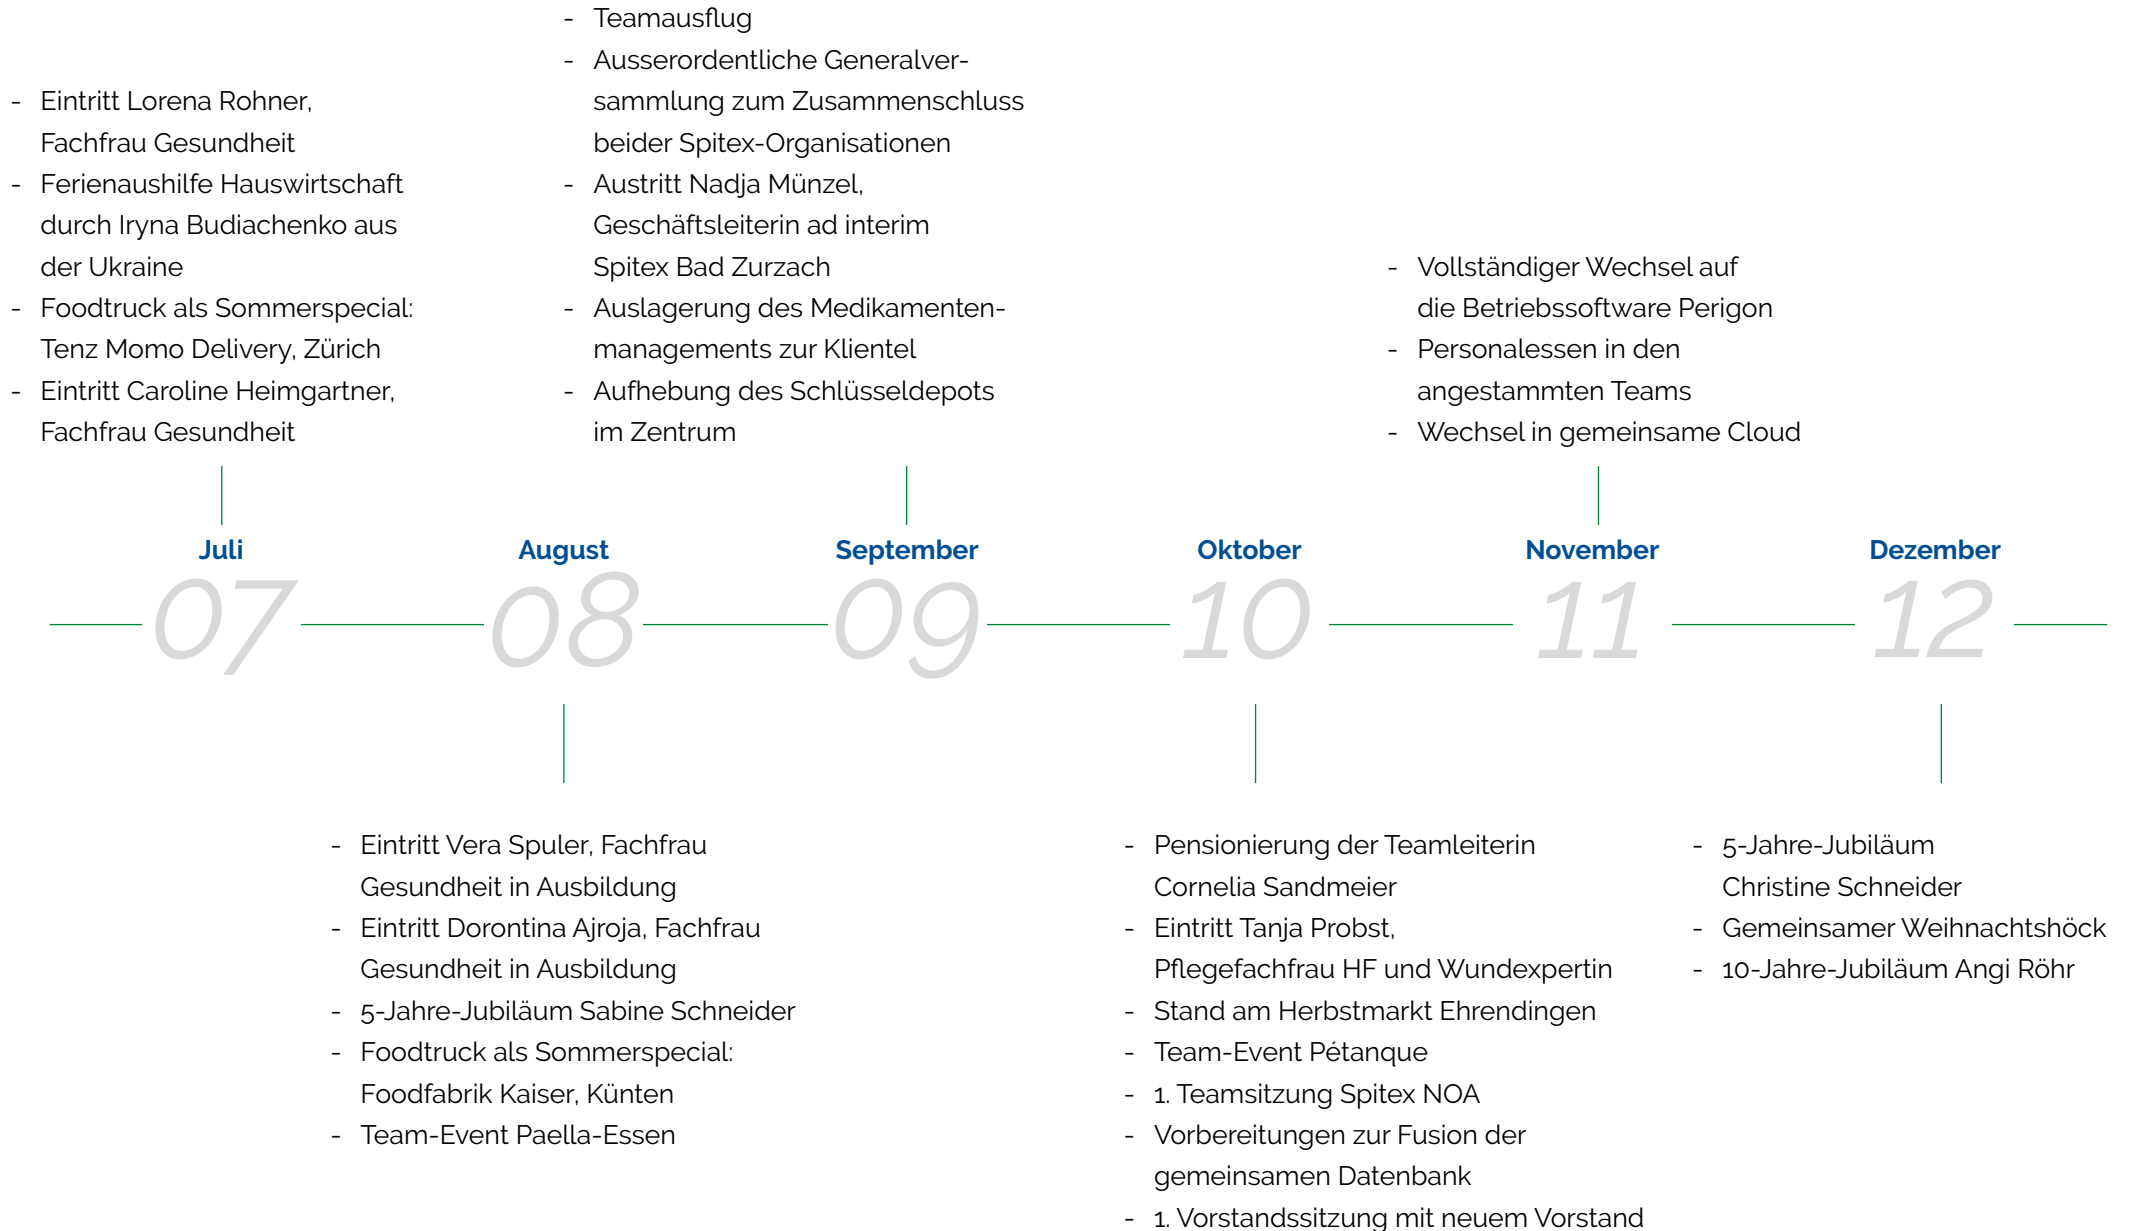 - Eintritt Lorena Rohner,
Fachfrau Gesundheit
- Ferienaushilfe Hauswirtschaft
durch Iryna Budiachenko aus
der Ukraine
- Foodtruck als Sommerspecial:
Tenz Momo Delivery, Zürich
- Eintritt Caroline Heimgartner,
Fachfrau Gesundheit
- Teamausflug
- Ausserordentliche Generalver-
sammlung zum Zusammenschluss
beider Spitex-Organisationen
- Austritt Nadja Münzel,
Geschäftsleiterin ad interim
Spitex Bad Zurzach
- Auslagerung des Medikamenten-
managements zur Klientel
- Aufhebung des Schlüsseldepots
im Zentrum
- Vollständiger Wechsel auf
die Betriebssoftware Perigon
- Personalessen in den
angestammten Teams
- Wechsel in gemeinsame Cloud
Juli
07
August
08
September
09
Oktober
10
November
11
Dezember
12
- Eintritt Vera Spuler, Fachfrau
Gesundheit in Ausbildung
- Eintritt Dorontina Ajroja, Fachfrau
Gesundheit in Ausbildung
- 5-Jahre-Jubiläum Sabine Schneider
- Foodtruck als Sommerspecial:
Foodfabrik Kaiser, Künten
- Team-Event Paella-Essen
- Pensionierung der Teamleiterin
Cornelia Sandmeier
- Eintritt Tanja Probst,
Pflegefachfrau HF und Wundexpertin
- Stand am Herbstmarkt Ehrendingen
- Team-Event Pétanque
- 1. Teamsitzung Spitex NOA
- Vorbereitungen zur Fusion der
gemeinsamen Datenbank
- 1. Vorstandssitzung mit neuem Vorstand
- 5-Jahre-Jubiläum
Christine Schneider
- Gemeinsamer Weihnachtshöck
- 10-Jahre-Jubiläum Angi Röhr